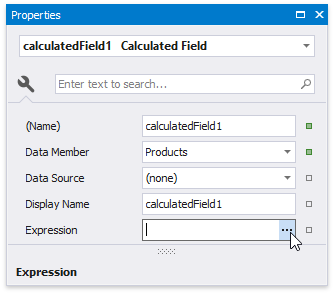 Properties
calculatedField1 Calculated Field
Enter text to search...
(Name) calculatedField1
Data Member Products
Data Source (none)
Display Name calculatedField1
Expression ...
Expression